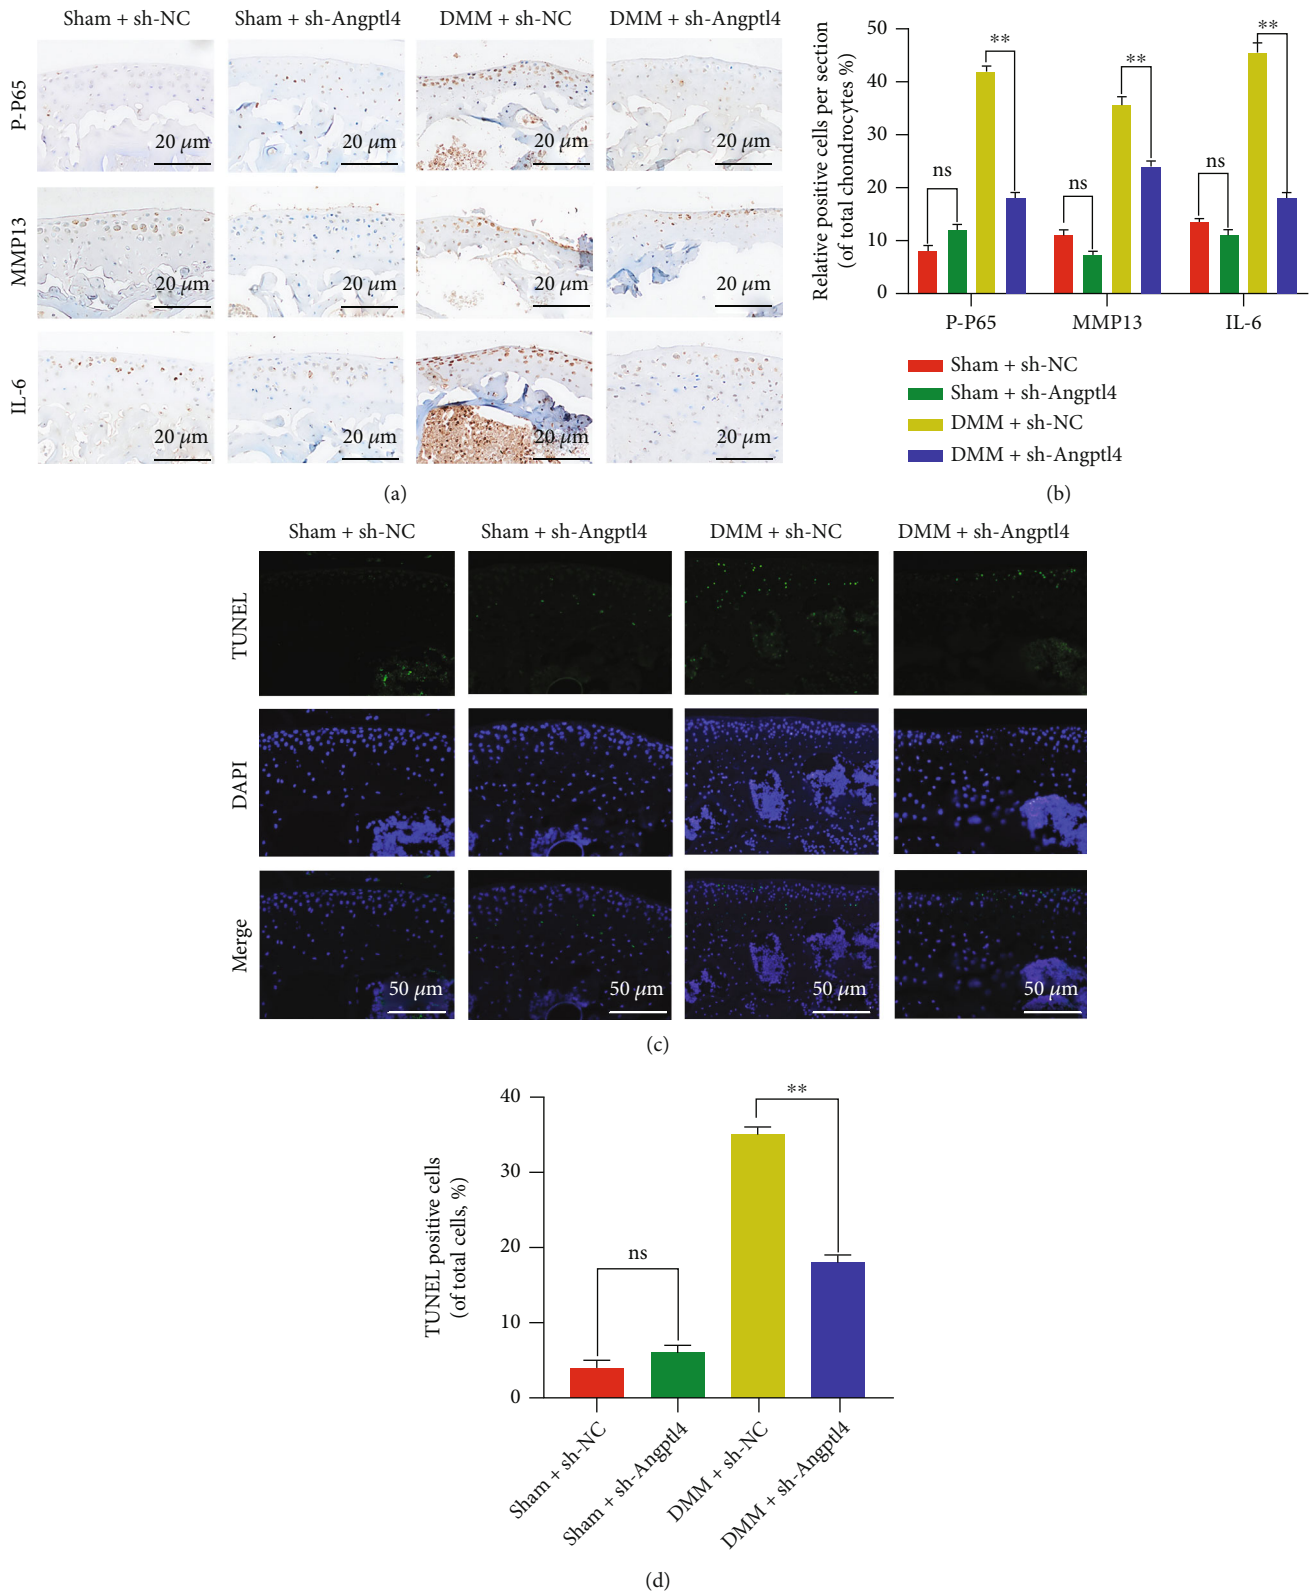 Sham + sh-NC
Sham + sh-Angptl4
DMM + sh-NC
DMM + sh-Angptl4
P-P65
20 μm
20 μm
20 μm
20 μm
MMP13
20 μm
20 μm
20 μm
20 μm
IL-6
20 μm
20 μm
20 μm
20 μm
(a)
Relative positive cells per section
(of total chondrocytes %)
50
40
30
20
10
0
ns
**
ns
**
ns
**
P-P65
MMP13
IL-6
Sham + sh-NC
Sham + sh-Angptl4
DMM + sh-NC
DMM + sh-Angptl4
(b)
Sham + sh-NC
Sham + sh-Angptl4
DMM + sh-NC
DMM + sh-Angptl4
TUNEL
DAPI
Merge
50 μm
50 μm
50 μm
50 μm
(c)
TUNEL positive cells
(of total cells, %)
40
30
20
10
0
ns
**
Sham + sh-NC
Sham + sh-Angptl4
DMM + sh-NC
DMM + sh-Angptl4
(d)